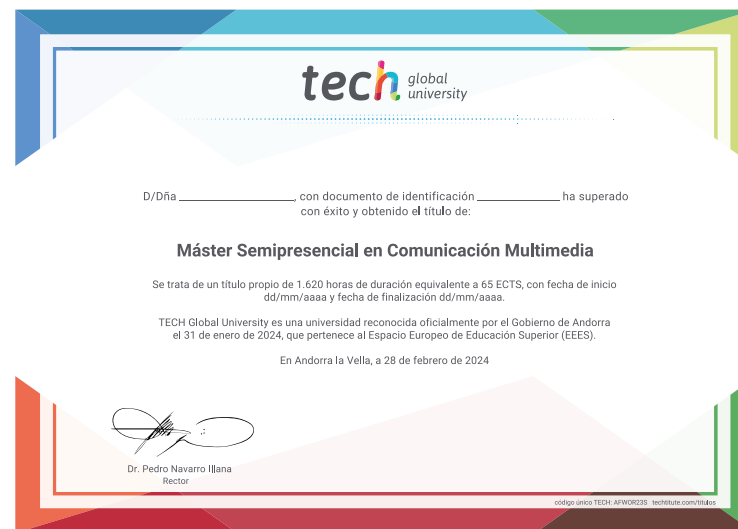 tech global university
D/Dña ____________________, con documento de identificación ______________ ha superado
con éxito y obtenido el título de:
Máster Semipresencial en Comunicación Multimedia
Se trata de un título propio de 1.620 horas de duración equivalente a 65 ECTS, con fecha de inicio
dd/mm/aaaa y fecha de finalización dd/mm/aaaa.
TECH Global University es una universidad reconocida oficialmente por el Gobierno de Andorra
el 31 de enero de 2024, que pertenece al Espacio Europeo de Educación Superior (EEES).
En Andorra la Vella, a 28 de febrero de 2024
Dr. Pedro Navarro Illana
Rector
código único TECH: AFWOR23S techtitute.com/titulos